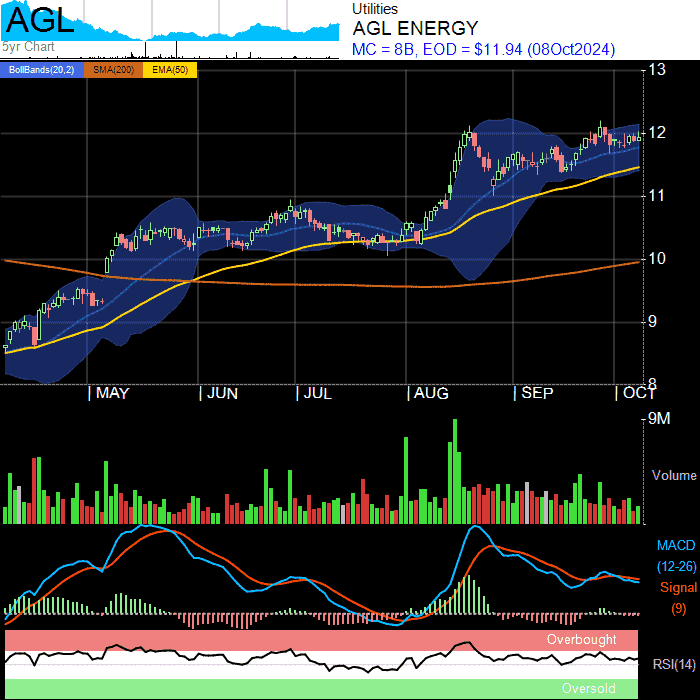 AGL
5yr Chart
Utilities
AGL ENERGY
MC = 8B, EOD = $11.94 (08Oct2024)
BollBands(20,2) SMA(200) EMA(50)
13
12
11
10
9
8
| MAY | JUN | JUL | AUG | SEP | OCT
9M
Volume
MACD
(12-26)
Signal
(9)
Overbought
RSI(14)
Oversold